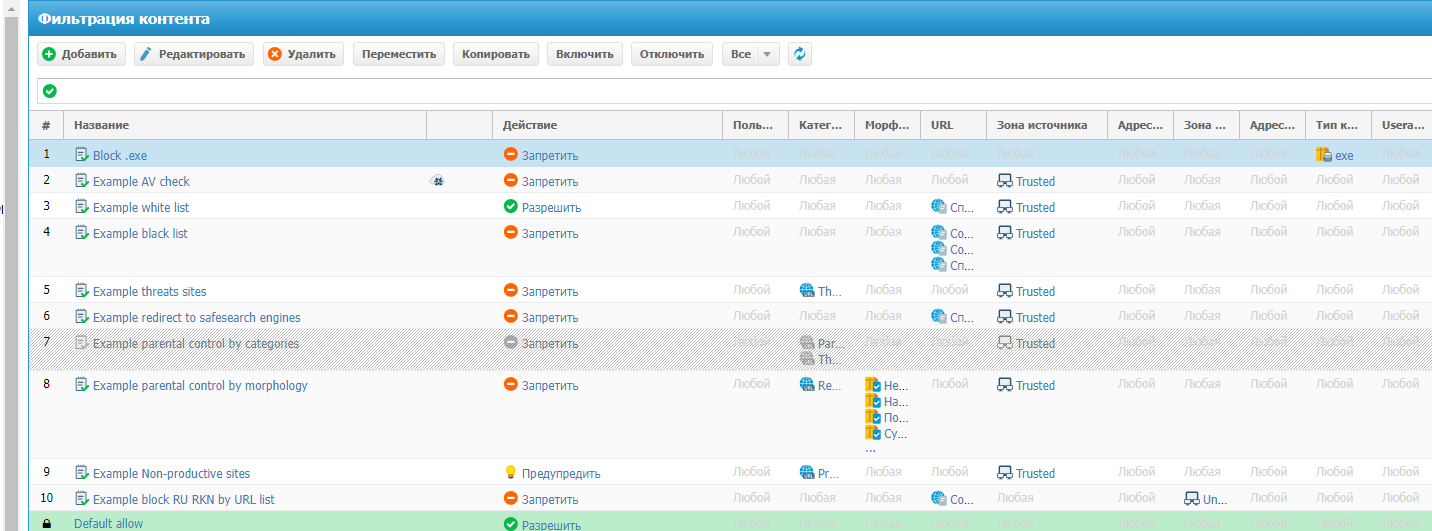 Фильтрация контента
Добавить Редактировать Удалить Переместить Копировать Включить Отключить Все
# Название Действие Поль... Катег... Морф... URL Зона источника Адрес... Зона ... Адрес... Тип к... Usera...
1 Block .exe Запретить Любой Любая Любая Любой Любая Любой Любая Любой exe Любой
2 Example AV check Запретить Любой Любая Любая Любой Trusted Любой Любая Любой Любой Любой
3 Example white list Разрешить Любой Любая Любая Сп... Trusted Любой Любая Любой Любой Любой
4 Example black list Запретить Любой Любая Любая Со... Trusted Любой Любая Любой Любой Любой
Со...
Сп...
5 Example threats sites Запретить Любой Th... Любая Любой Trusted Любой Любая Любой Любой Любой
6 Example redirect to safesearch engines Запретить Любой Любая Любая Сп... Trusted Любой Любая Любой Любой Любой
7 Example parental control by categories Запретить Любой Par... Любая Любой Trusted Любой Любая Любой Любой Любой
Th...
8 Example parental control by morphology Запретить Любой Re... Не... Любой Trusted Любой Любая Любой Любой Любой
На...
По...
Су...
...
9 Example Non-productive sites Предупредить Любой Pr... Любая Любой Trusted Любой Любая Любой Любой Любой
10 Example block RU RKN by URL list Запретить Любой Любая Любая Со... Любая Любой Un... Любой Любой Любой
Default allow Разрешить Любой Любая Любая Любой Любая Любой Любая Любой Любой Любой